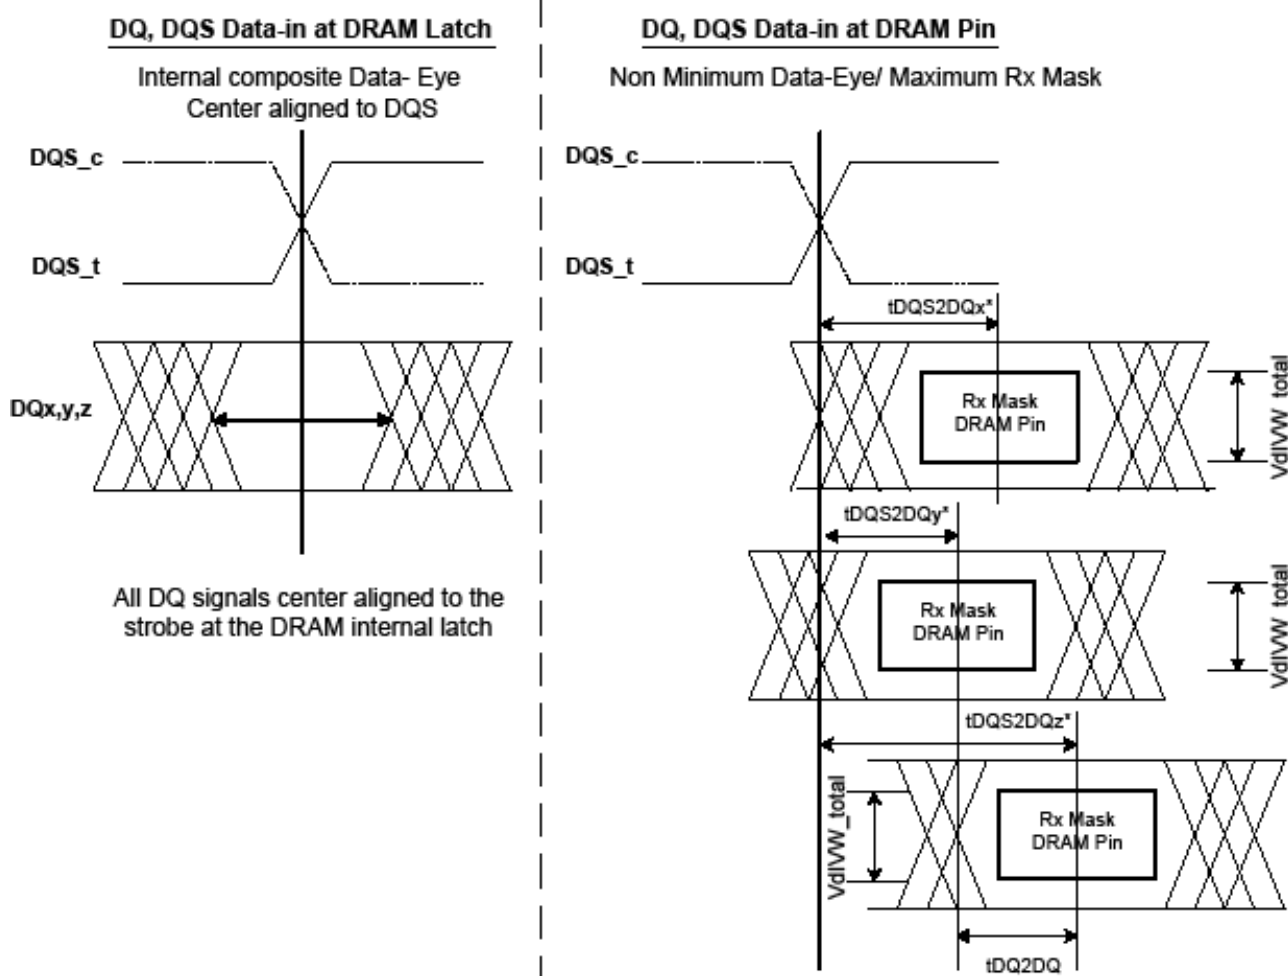 DQ, DQS Data-in at DRAM Latch
Internal composite Data- Eye
Center aligned to DQS
DQS_c
DQS_t
DQx,y,z
All DQ signals center aligned to the
strobe at the DRAM internal latch
DQ, DQS Data-in at DRAM Pin
Non Minimum Data-Eye/ Maximum Rx Mask
DQS_c
DQS_t
tDQS2DQx*
Rx Mask
DRAM Pin
VdIVW_total
tDQS2DQy*
Rx Mask
DRAM Pin
VdIVW_total
tDQS2DQz*
VdIVW_total
Rx Mask
DRAM Pin
tDQ2DQ